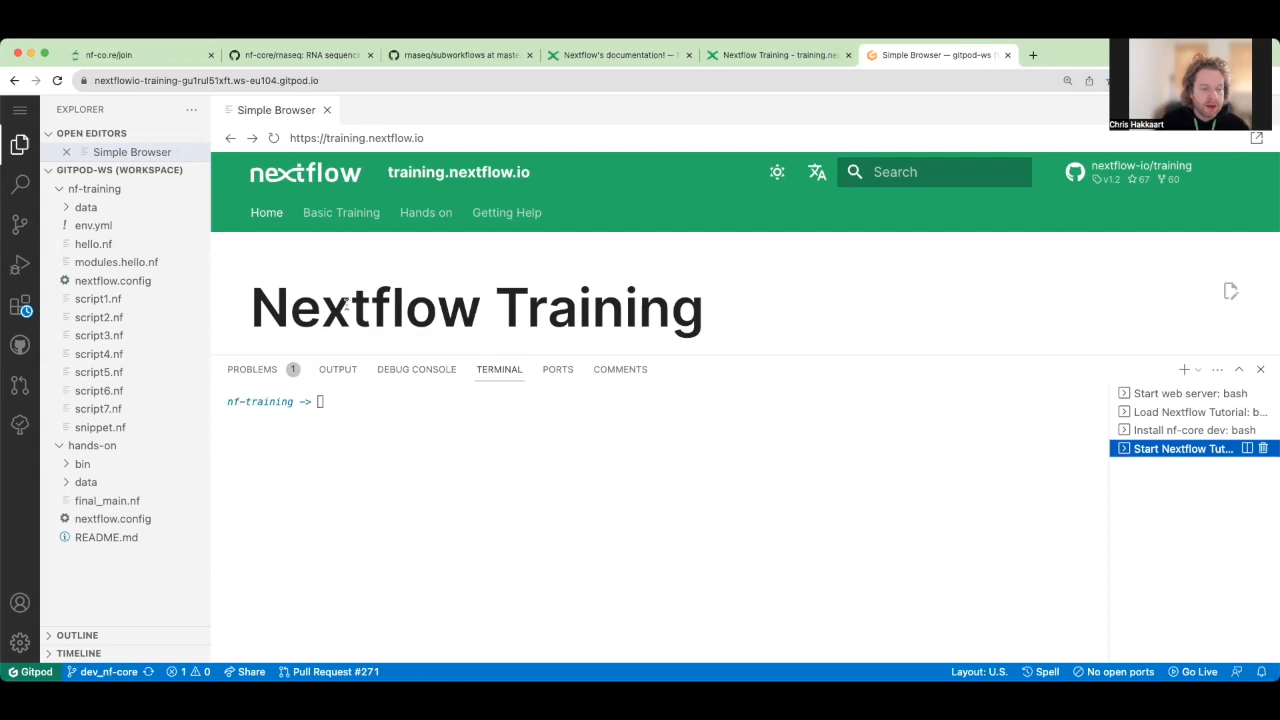 nf-co.re/join
nf-core/rnaseq: RNA sequenc
rnaseq/subworkflows at maste
Nextflow's documentation! —
Nextflow Training - training.ne
Simple Browser — gitpod-ws (
nextflowio-training-gu1rul51xft.ws-eu104.gitpod.io
Chris Hakkaart
EXPLORER
Simple Browser
OPEN EDITORS
Simple Browser
https://training.nextflow.io
GITPOD-WS (WORKSPACE)
nf-training
data
env.yml
hello.nf
modules.hello.nf
nextflow.config
script1.nf
script2.nf
script3.nf
script4.nf
script5.nf
script6.nf
script7.nf
snippet.nf
hands-on
bin
data
final_main.nf
nextflow.config
README.md
OUTLINE
TIMELINE
nextflow
training.nextflow.io
Search
nextflow-io/training
v1.2 67 60
Home Basic Training Hands on Getting Help
Nextflow Training
PROBLEMS 1 OUTPUT DEBUG CONSOLE TERMINAL PORTS COMMENTS
nf-training ->
Start web server: bash
Load Nextflow Tutorial: b...
Install nf-core dev: bash
Start Nextflow Tut...
Gitpod dev_nf-core 1 0 Share Pull Request #271 Layout: U.S. Spell No open ports Go Live